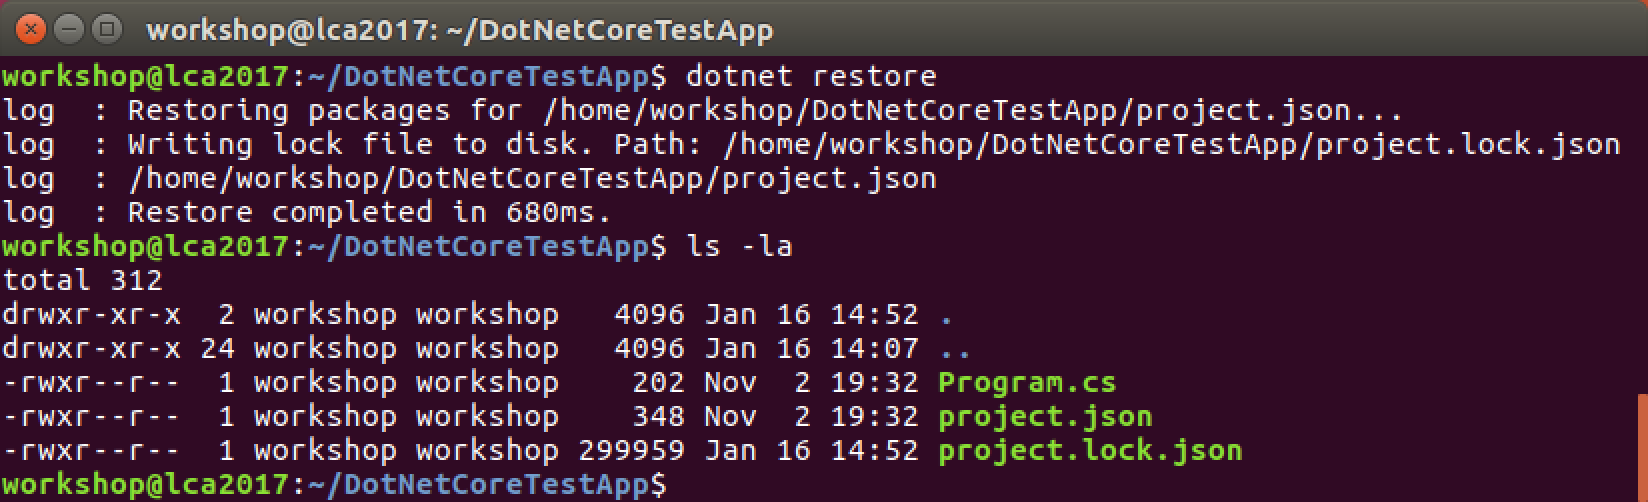 workshop@lca2017: ~/DotNetCoreTestApp
workshop@lca2017:~/DotNetCoreTestApp$ dotnet restore
log  : Restoring packages for /home/workshop/DotNetCoreTestApp/project.json...
log  : Writing lock file to disk. Path: /home/workshop/DotNetCoreTestApp/project.lock.json
log  : /home/workshop/DotNetCoreTestApp/project.json
log  : Restore completed in 680ms.
workshop@lca2017:~/DotNetCoreTestApp$ ls -la
total 312
drwxr-xr-x  2 workshop workshop   4096 Jan 16 14:52 .
drwxr-xr-x 24 workshop workshop   4096 Jan 16 14:07 ..
-rwxr--r--  1 workshop workshop    202 Nov  2 19:32 Program.cs
-rwxr--r--  1 workshop workshop    348 Nov  2 19:32 project.json
-rwxr--r--  1 workshop workshop 299959 Jan 16 14:52 project.lock.json
workshop@lca2017:~/DotNetCoreTestApp$